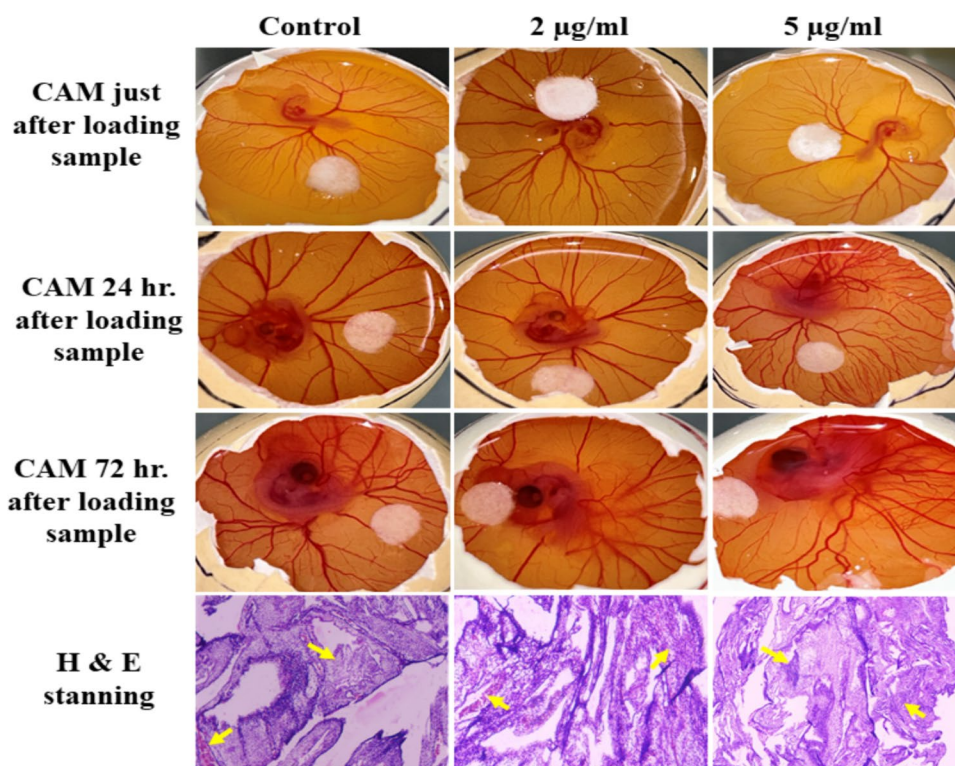 Control
2 µg/ml
5 µg/ml
CAM just
after loading
sample
CAM 24 hr.
after loading
sample
CAM 72 hr.
after loading
sample
H & E
stanning